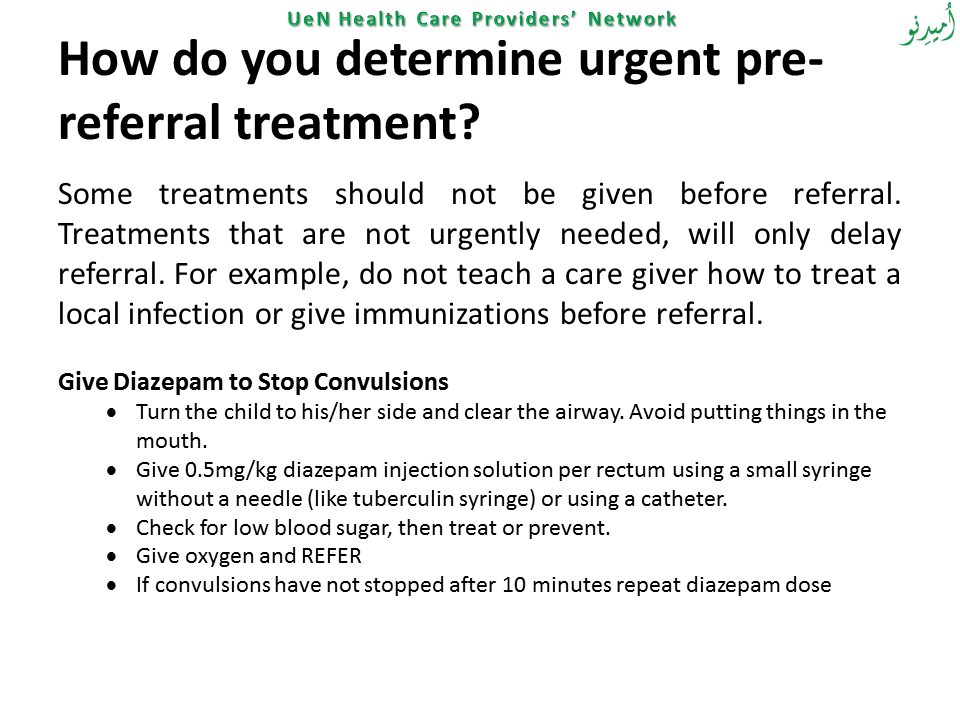 UeN Health Care Providers’ Network
اُمیدِنو
How do you determine urgent pre-
referral treatment?
Some treatments should not be given before referral.
Treatments that are not urgently needed, will only delay
referral. For example, do not teach a care giver how to treat a
local infection or give immunizations before referral.
Give Diazepam to Stop Convulsions
• Turn the child to his/her side and clear the airway. Avoid putting things in the
mouth.
• Give 0.5mg/kg diazepam injection solution per rectum using a small syringe
without a needle (like tuberculin syringe) or using a catheter.
• Check for low blood sugar, then treat or prevent.
• Give oxygen and REFER
• If convulsions have not stopped after 10 minutes repeat diazepam dose